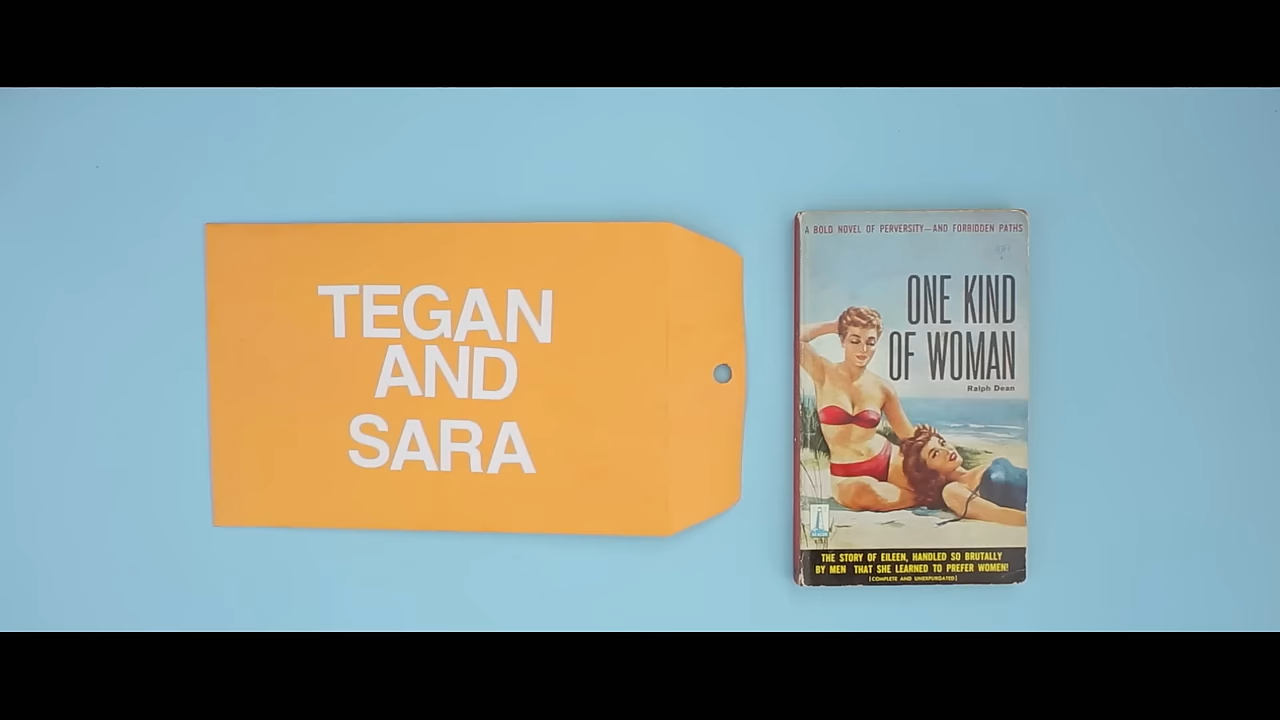 TEGAN
AND
SARA
A BOLD NOVEL OF PERVERSITY—AND FORBIDDEN PATHS
ONE KIND
OF WOMAN
Ralph Dean
BEACON
THE STORY OF EILEEN, HANDLED SO BRUTALLY
BY MEN THAT SHE LEARNED TO PREFER WOMEN!
(COMPLETE AND UNEXPURGATED)